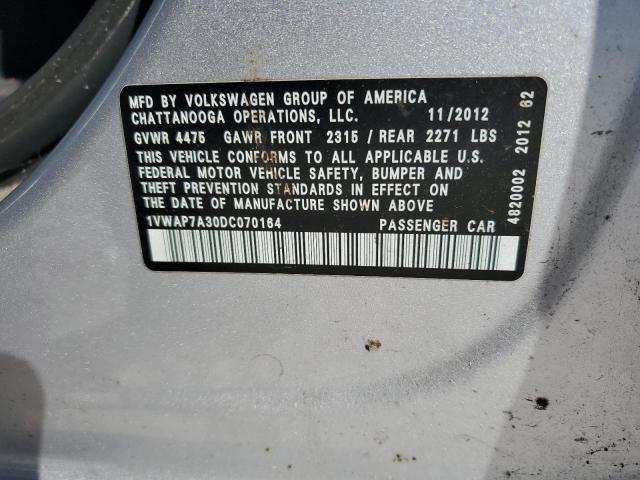 MFD BY VOLKSWAGEN GROUP OF AMERICA
CHATTANOOGA OPERATIONS, LLC. 11/2012
GVWR 4475 GAWR FRONT 2315 / REAR 2271 LBS
THIS VEHICLE CONFORMS TO ALL APPLICABLE U.S.
FEDERAL MOTOR VEHICLE SAFETY, BUMPER AND
THEFT PREVENTION STANDARDS IN EFFECT ON
THE DATE OF MANUFACTURE SHOWN ABOVE
1VWAP7A30DC070164 PASSENGER CAR
4820002 2012 62